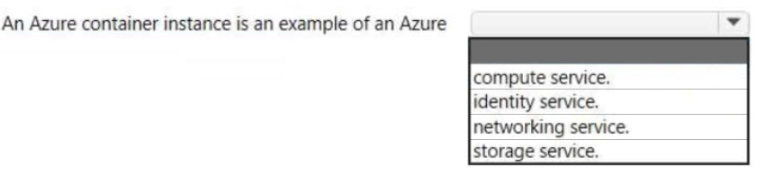 An Azure container instance is an example of an Azure
compute service.
identity service.
networking service.
storage service.